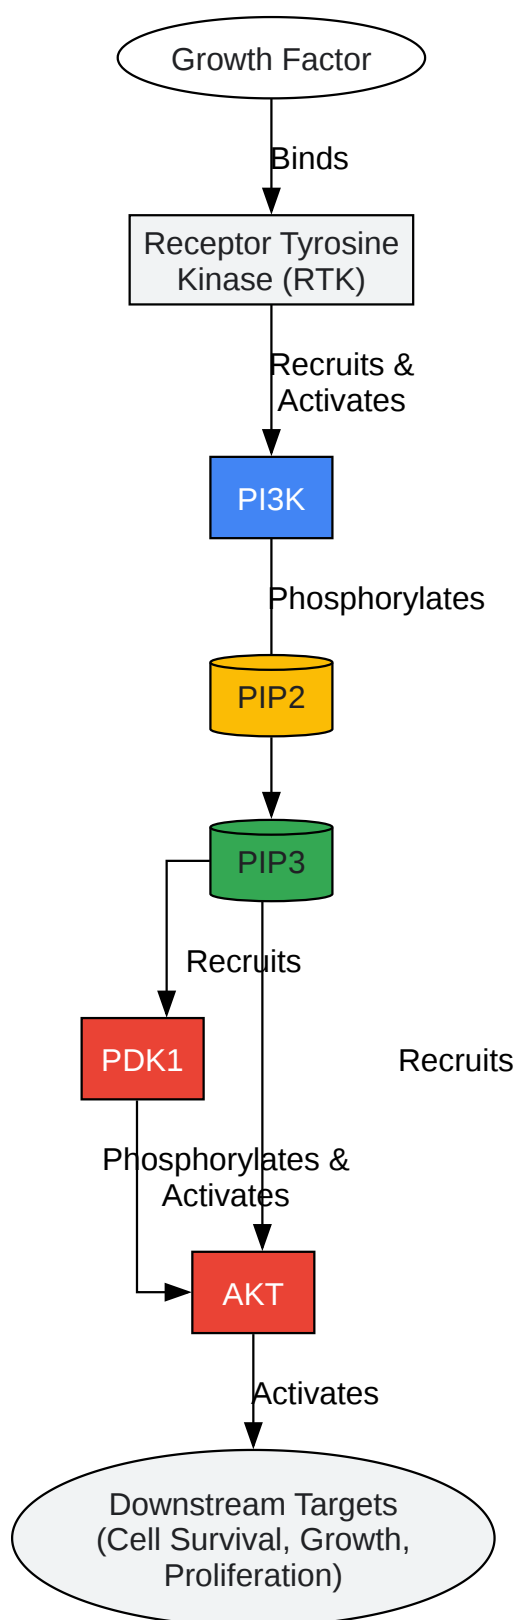 Growth Factor
Binds
Receptor Tyrosine
Kinase (RTK)
Recruits &
Activates
PI3K
Phosphorylates
PIP2
PIP3
Recruits
PDK1
Recruits
Phosphorylates &
Activates
AKT
Activates
Downstream Targets
(Cell Survival, Growth,
Proliferation)